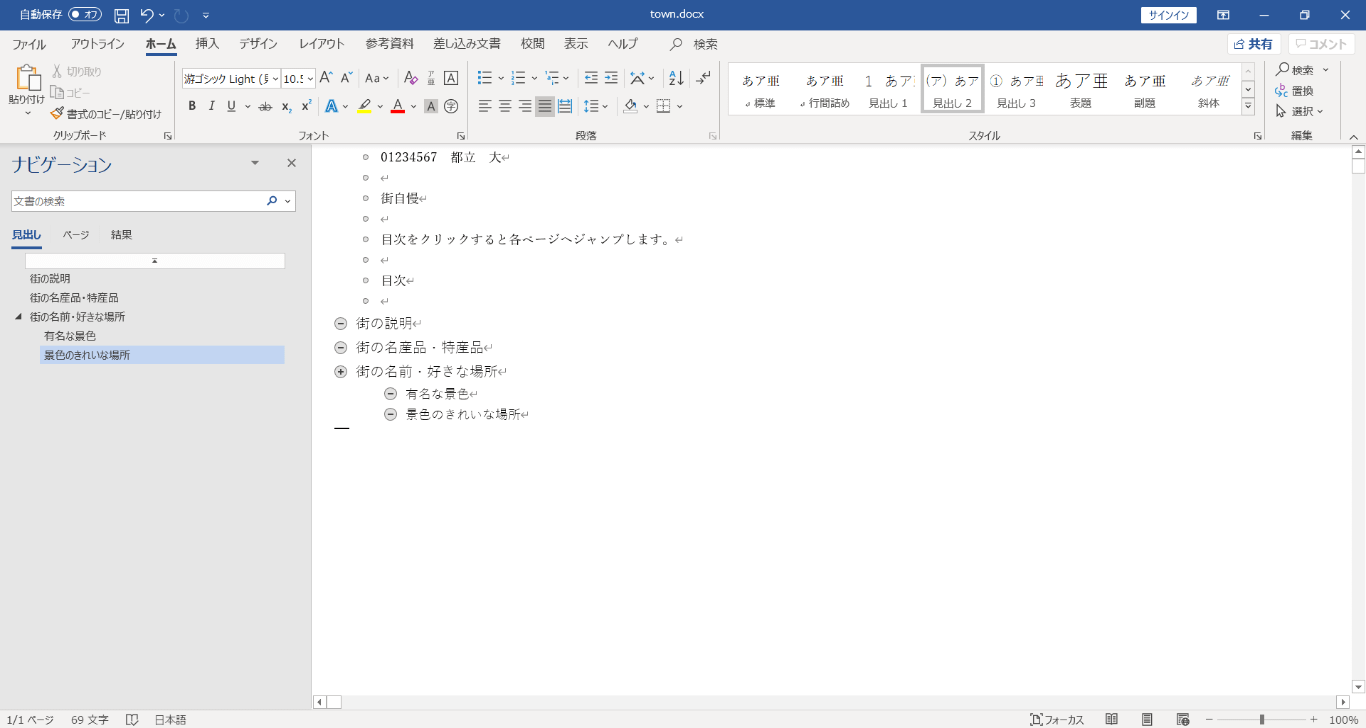 自動保存 オフ town.docx サインイン
ファイル アウトライン ホーム 挿入 デザイン レイアウト 参考資料 差し込み文書 校閲 表示 ヘルプ 検索 共有 コメント
貼り付け
切り取り
コピー
書式のコピー/貼り付け
クリップボード
游ゴシック Light (見 10.5
フォント
段落
あア亜 標準
あア亜 行間詰め
1 あア 見出し 1
(ア) あア 見出し 2
① あア亜 見出し 3
あア亜 表題
あア亜 副題
あア亜 斜体
スタイル
検索
置換
選択
編集
ナビゲーション
文書の検索
見出し ページ 結果
街の説明
街の名産品・特産品
街の名前・好きな場所
有名な景色
景色のきれいな場所
01234567 都立 大
街自慢
目次をクリックすると各ページへジャンプします。
目次
街の説明
街の名産品・特産品
街の名前・好きな場所
有名な景色
景色のきれいな場所
1/1 ページ 69 文字 日本語 フォーカス 100%